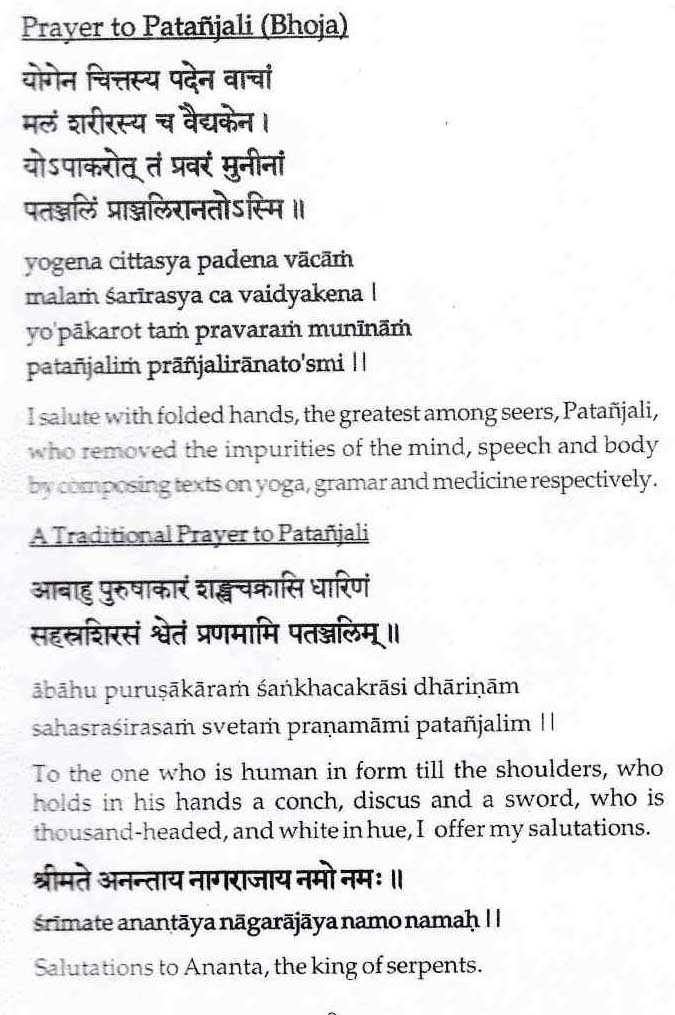 Prayer to Patañjali (Bhoja)
योगेन चित्तस्य पदेन वाचां
मलं शरीरस्य च वैद्यकेन ।
योऽपाकरोत् तं प्रवरं मुनीनां
पतञ्जलिं प्राञ्जलिरानतोऽस्मि ॥
yogena cittasya padena vācāṁ
malaṁ śarīrasya ca vaidyakena |
yo'pākarot taṁ pravaraṁ munīnāṁ
patañjaliṁ prāñjalirānato'smi ||
I salute with folded hands, the greatest among seers, Patañjali,
who removed the impurities of the mind, speech and body
by composing texts on yoga, gramar and medicine respectively.
A Traditional Prayer to Patañjali
आबाहु पुरुषाकारं शङ्खचक्रासि धारिणं
सहस्रशिरसं श्वेतं प्रणमामि पतञ्जलिम् ॥
ābāhu puruṣākāraṁ śaṅkhacakrāsi dhāriṇām
sahasraśirasaṁ svetaṁ praṇamāmi patañjalim ||
To the one who is human in form till the shoulders, who
holds in his hands a conch, discus and a sword, who is
thousand-headed, and white in hue, I offer my salutations.
श्रीमते अनन्ताय नागराजाय नमो नमः ॥
śrīmate anantāya nāgarājāya namo namaḥ ||
Salutations to Ananta, the king of serpents.